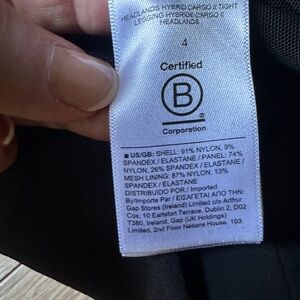 HEADLANDS HYBRID CARGO II TIGHT
LEGGING HYBRIDE CARGO II
HEADLANDS
4
Certified
B
®
Corporation
■ US/GB: SHELL: 91% NYLON, 9%
SPANDEX / ELASTANE / PANEL: 74%
NYLON, 26% SPANDEX / ELASTANE /
MESH LINING: 87% NYLON, 13%
SPANDEX / ELASTANE
DISTRIBUIDO POR / Imported
By/Importe Par / ΕΙΣΑΓΕΤΑΙ ΑΠΟ ΤΗΝ:
Gap Stores (Ireland) Limited c/o Arthur
Cox, 10 Earlsfort Terrace, Dublin 2, D02
T380, Ireland, Gap (UK Holdings)
Limited, 2nd Floor Nations House, 103